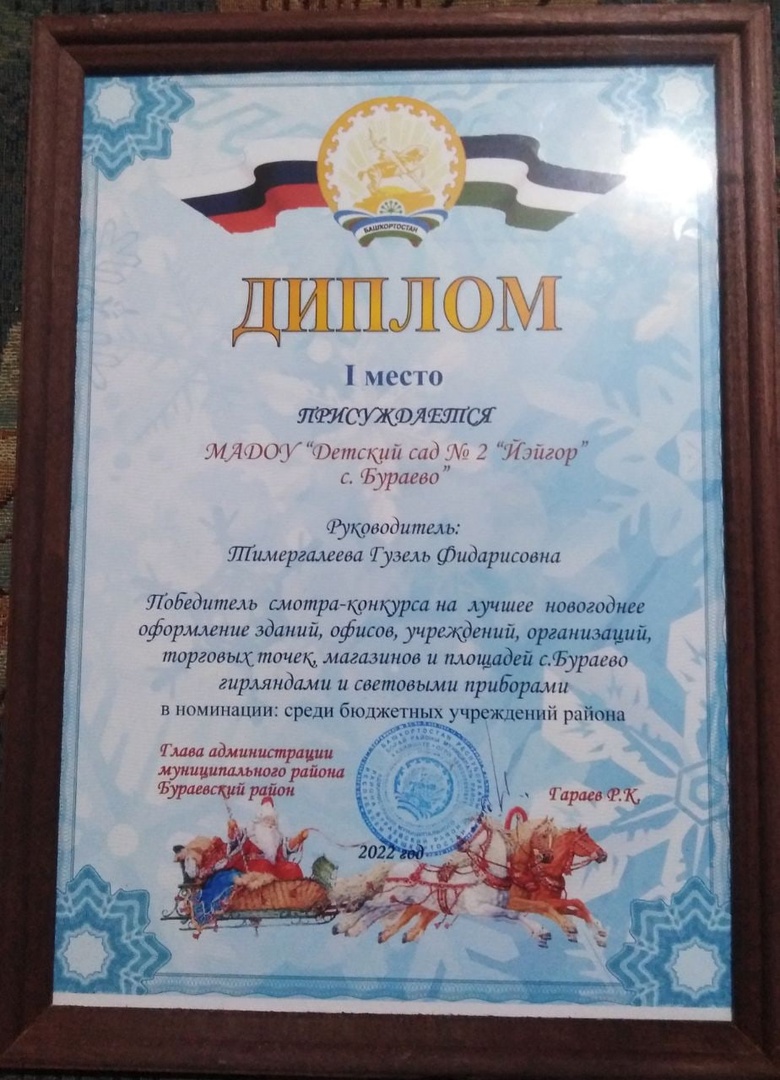 БАШКОРТОСТАН
ДИПЛОМ
I место
ПРИСУЖДАЕТСЯ
МАДОУ “Детский сад № 2 “Йэйгор”
с. Бураево”
Руководитель:
Тимергалеева Гузель Фидарисовна
Победитель смотра-конкурса на лучшее новогоднее
оформление зданий, офисов, учреждений, организаций,
торговых точек, магазинов и площадей с.Бураево
гирляндами и световыми приборами
в номинации: среди бюджетных учреждений района
Глава администрации
муниципального района
Бураевский район
Гараев Р.К.
2022 год